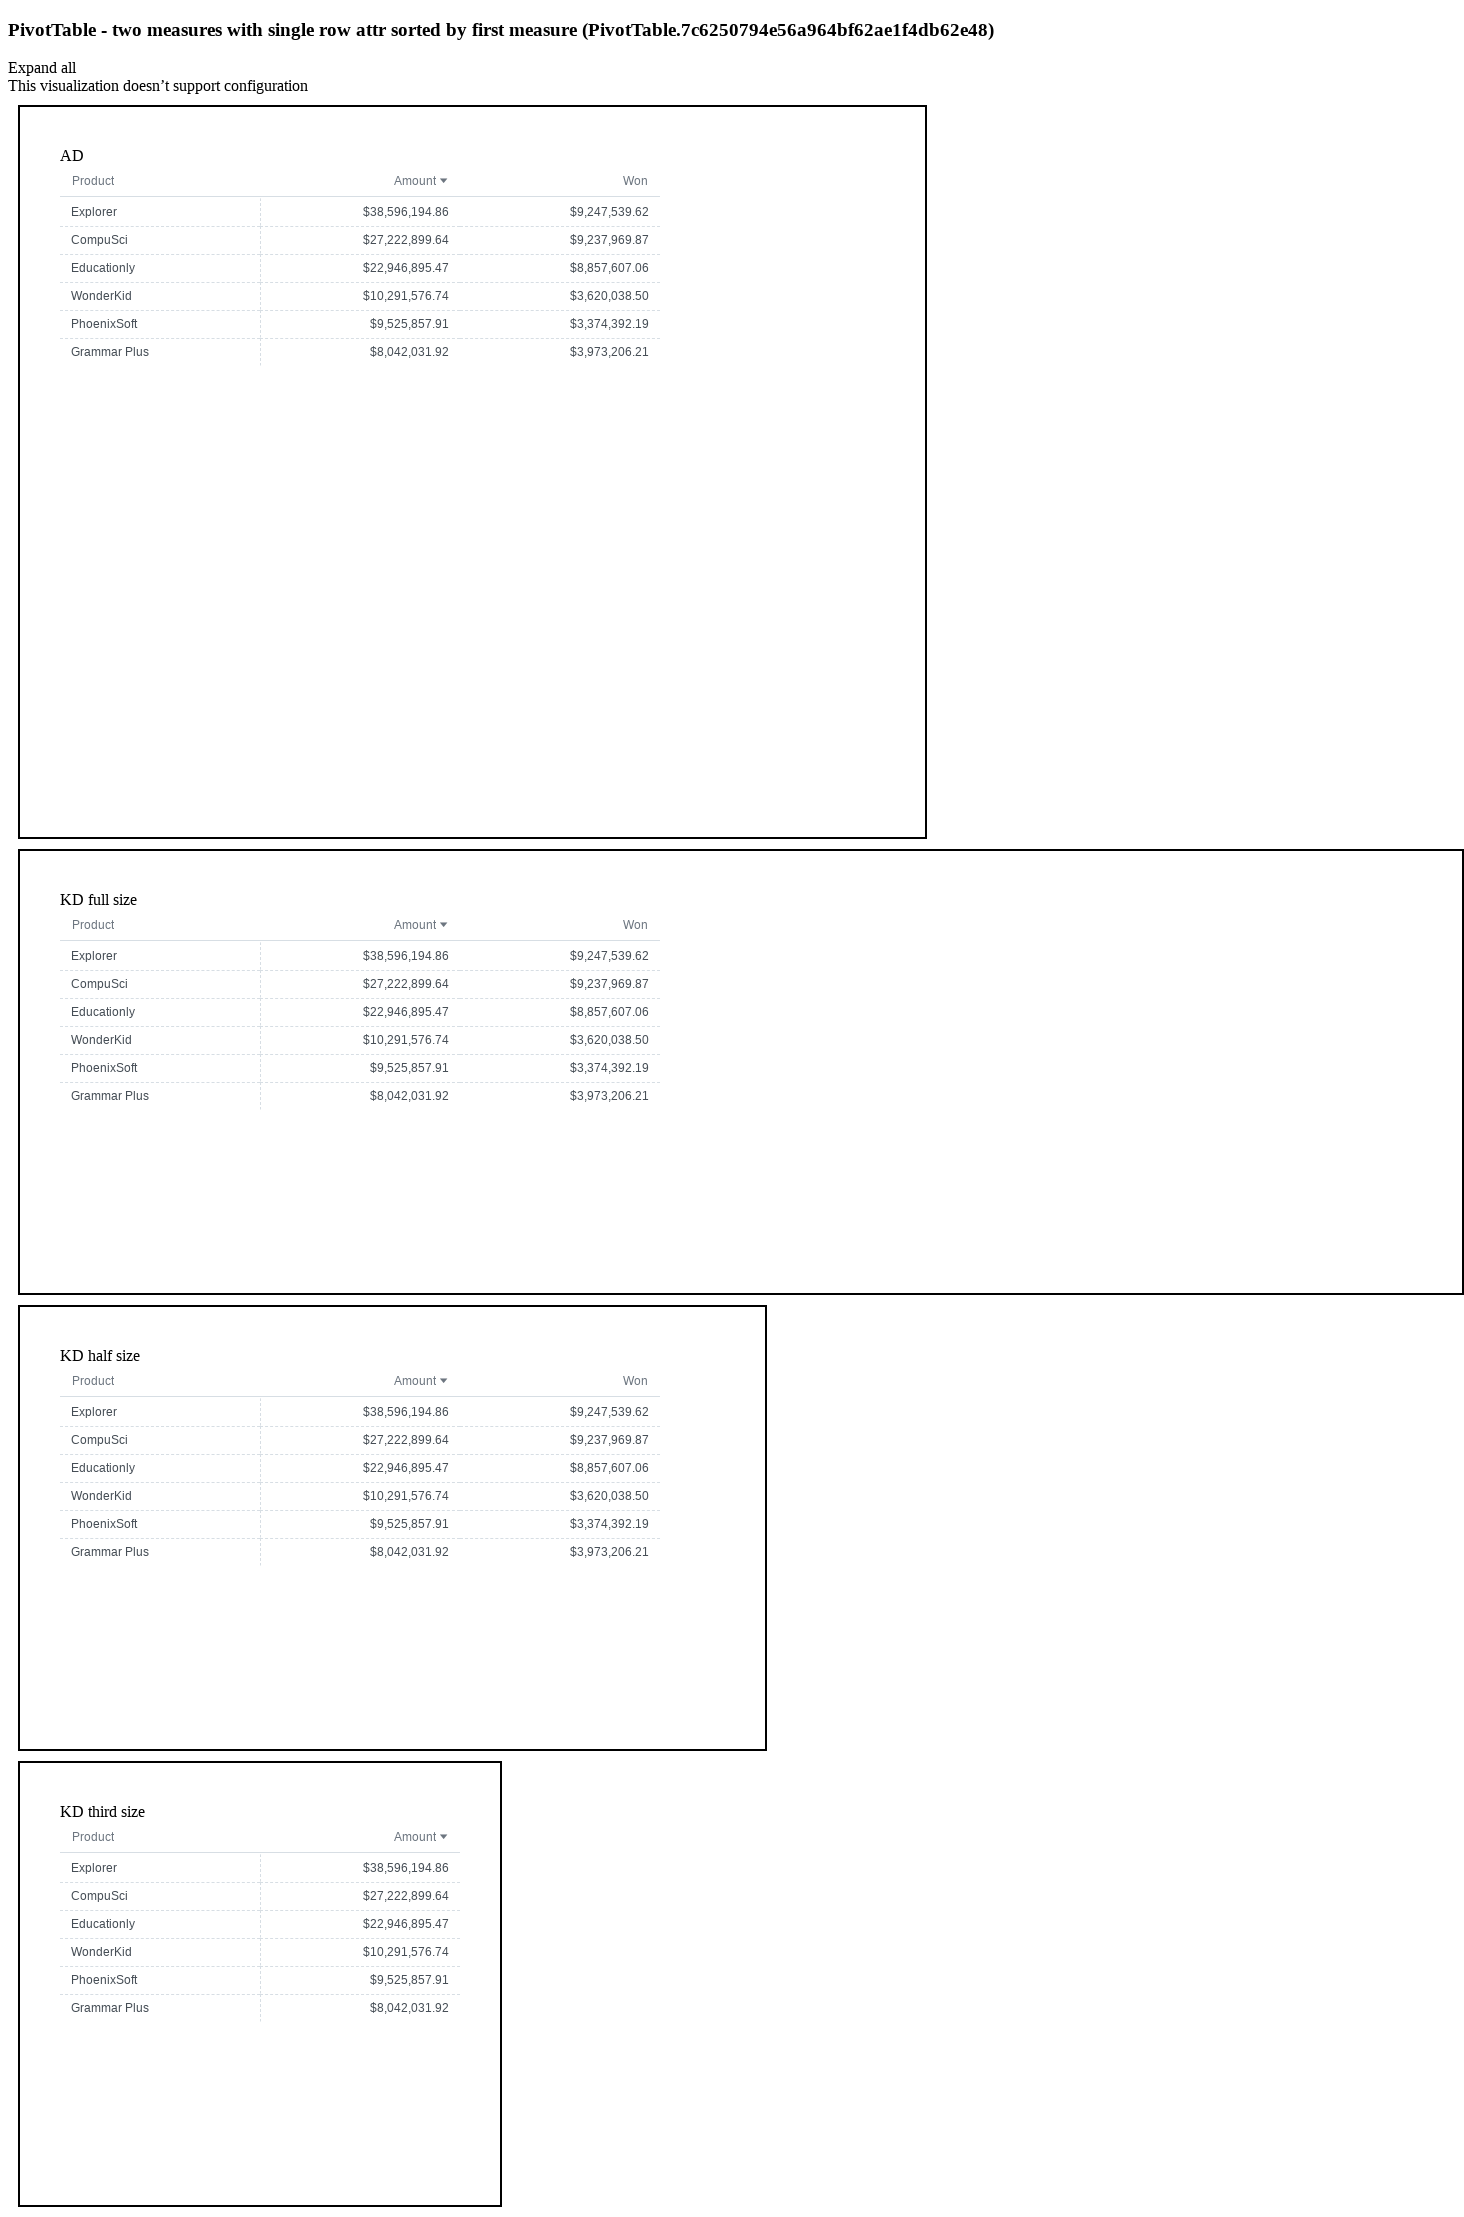 PivotTable - two measures with single row attr sorted by first measure (PivotTable.7c6250794e56a964bf62ae1f4db62e48)
Expand all
This visualization doesn’t support configuration
AD
Product Amount Won
Explorer $38,596,194.86 $9,247,539.62
CompuSci $27,222,899.64 $9,237,969.87
Educationly $22,946,895.47 $8,857,607.06
WonderKid $10,291,576.74 $3,620,038.50
PhoenixSoft $9,525,857.91 $3,374,392.19
Grammar Plus $8,042,031.92 $3,973,206.21
KD full size
Product Amount Won
Explorer $38,596,194.86 $9,247,539.62
CompuSci $27,222,899.64 $9,237,969.87
Educationly $22,946,895.47 $8,857,607.06
WonderKid $10,291,576.74 $3,620,038.50
PhoenixSoft $9,525,857.91 $3,374,392.19
Grammar Plus $8,042,031.92 $3,973,206.21
KD half size
Product Amount Won
Explorer $38,596,194.86 $9,247,539.62
CompuSci $27,222,899.64 $9,237,969.87
Educationly $22,946,895.47 $8,857,607.06
WonderKid $10,291,576.74 $3,620,038.50
PhoenixSoft $9,525,857.91 $3,374,392.19
Grammar Plus $8,042,031.92 $3,973,206.21
KD third size
Product Amount
Explorer $38,596,194.86
CompuSci $27,222,899.64
Educationly $22,946,895.47
WonderKid $10,291,576.74
PhoenixSoft $9,525,857.91
Grammar Plus $8,042,031.92